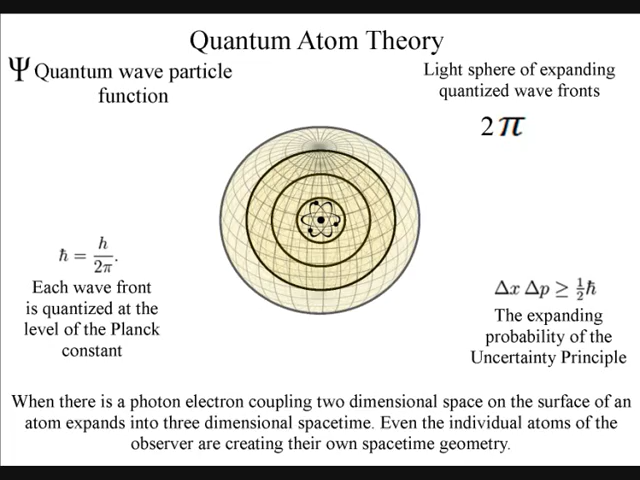 Quantum Atom Theory
Ψ Quantum wave particle
function
Light sphere of expanding
quantized wave fronts
2π
ħ = h/2π.
Each wave front
is quantized at the
level of the Planck
constant
Δx Δp ≥ ½ħ
The expanding
probability of the
Uncertainty Principle
When there is a photon electron coupling two dimensional space on the surface of an
atom expands into three dimensional spacetime. Even the individual atoms of the
observer are creating their own spacetime geometry.